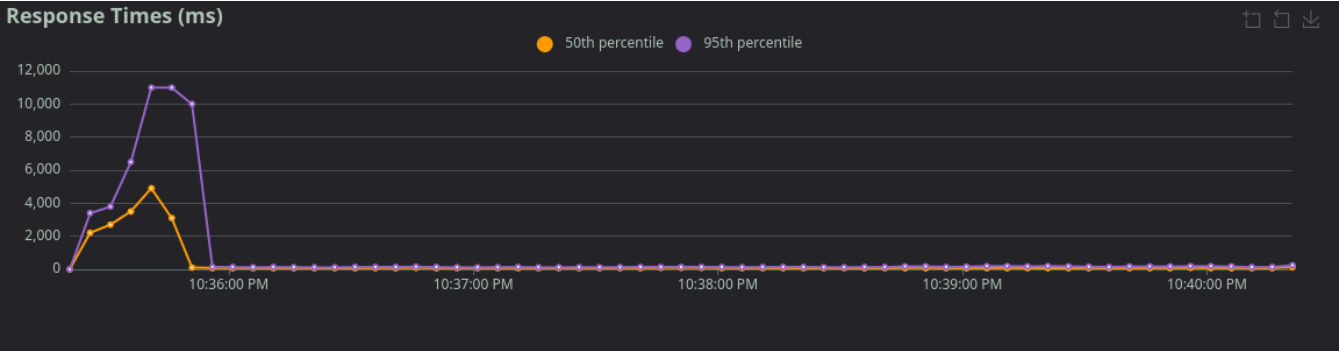 Response Times (ms)
50th percentile 95th percentile
12,000
10,000
8,000
6,000
4,000
2,000
0
10:36:00 PM 10:37:00 PM 10:38:00 PM 10:39:00 PM 10:40:00 PM